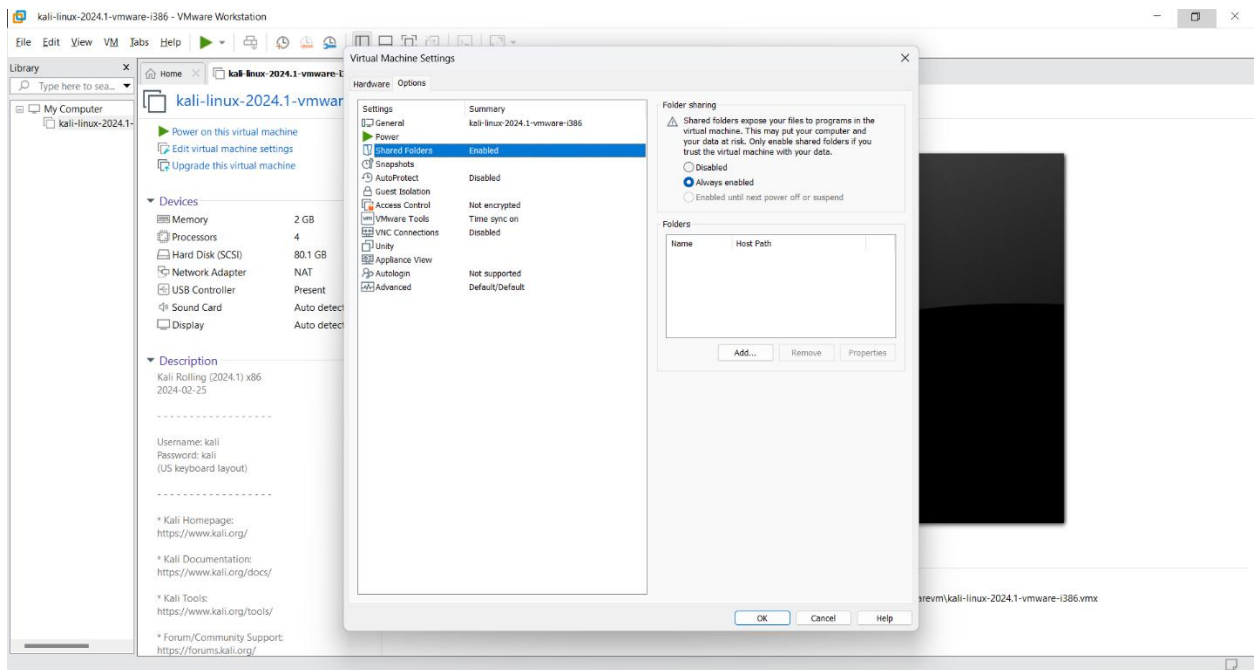 kali-linux-2024.1-vmware-i386 - VMware Workstation
File Edit View VM Tabs Help
Library
Type here to sea...
My Computer
kali-linux-2024.1-
Home
kali-linux-2024.1-vmware-i
kali-linux-2024.1-vmwar
Power on this virtual machine
Edit virtual machine settings
Upgrade this virtual machine
Devices
Memory 2 GB
Processors 4
Hard Disk (SCSI) 80.1 GB
Network Adapter NAT
USB Controller Present
Sound Card Auto detect
Display Auto detect
Description
Kali Rolling (2024.1) x86
2024-02-25
- - - - - - - - - - - - - - - - - -
Username: kali
Password: kali
(US keyboard layout)
- - - - - - - - - - - - - - - - - -
* Kali Homepage:
https://www.kali.org/
* Kali Documentation:
https://www.kali.org/docs/
* Kali Tools:
https://www.kali.org/tools/
* Forum/Community Support:
https://forums.kali.org/
Virtual Machine Settings
Hardware Options
Settings Summary
General kali-linux-2024.1-vmware-i386
Power
Shared Folders Enabled
Snapshots
AutoProtect Disabled
Guest Isolation
Access Control Not encrypted
VMware Tools Time sync on
VNC Connections Disabled
Unity
Appliance View
Autologin Not supported
Advanced Default/Default
Folder sharing
Shared folders expose your files to programs in the
virtual machine. This may put your computer and
your data at risk. Only enable shared folders if you
trust the virtual machine with your data.
Disabled
Always enabled
Enabled until next power off or suspend
Folders
Name Host Path
Add... Remove Properties
OK Cancel Help
arevm\kali-linux-2024.1-vmware-i386.vmx